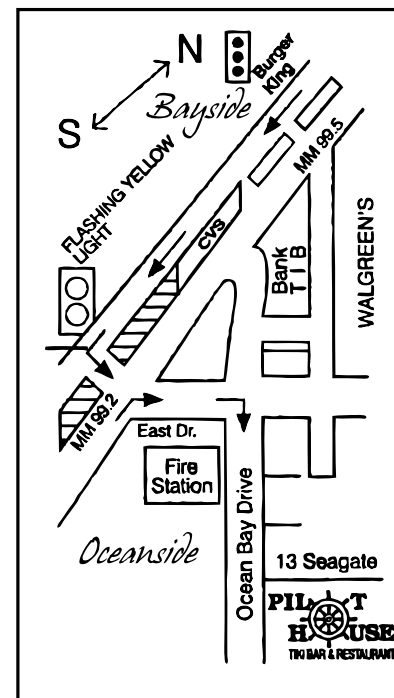 N
S
Burger
King
Bayside
MM 99.5
FLASHING YELLOW
LIGHT
CVS
Bank
T I B
WALGREEN'S
MM 99.2
East Dr.
Fire
Station
Ocean Bay Drive
Oceanside
13 Seagate
PILOT
HOUSE
TIKI BAR & RESTAURANT